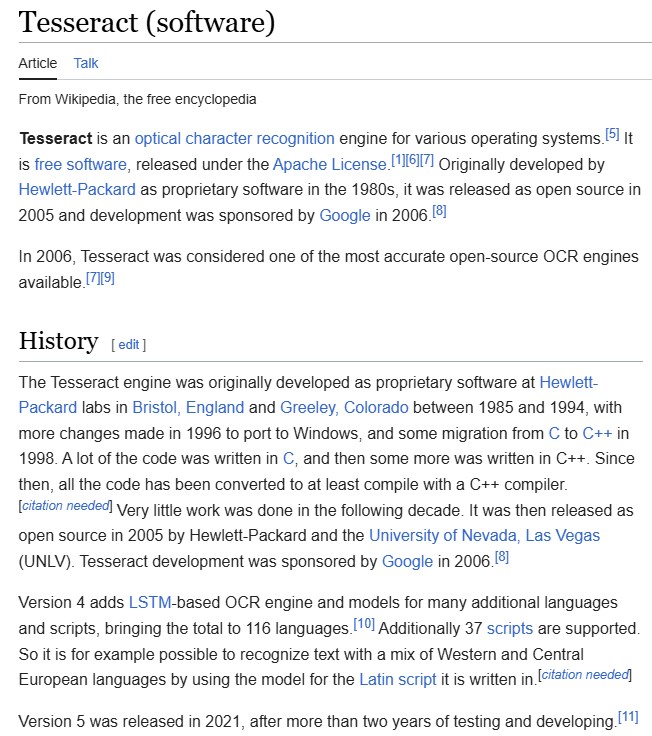 Tesseract (software)
Article Talk
From Wikipedia, the free encyclopedia
Tesseract is an optical character recognition engine for various operating systems.[5] It
is free software, released under the Apache License.[1][6][7] Originally developed by
Hewlett-Packard as proprietary software in the 1980s, it was released as open source in
2005 and development was sponsored by Google in 2006.[8]
In 2006, Tesseract was considered one of the most accurate open-source OCR engines
available.[7][9]
History [ edit ]
The Tesseract engine was originally developed as proprietary software at Hewlett-
Packard labs in Bristol, England and Greeley, Colorado between 1985 and 1994, with
more changes made in 1996 to port to Windows, and some migration from C to C++ in
1998. A lot of the code was written in C, and then some more was written in C++. Since
then, all the code has been converted to at least compile with a C++ compiler.
[citation needed] Very little work was done in the following decade. It was then released as
open source in 2005 by Hewlett-Packard and the University of Nevada, Las Vegas
(UNLV). Tesseract development was sponsored by Google in 2006.[8]
Version 4 adds LSTM-based OCR engine and models for many additional languages
and scripts, bringing the total to 116 languages.[10] Additionally 37 scripts are supported.
So it is for example possible to recognize text with a mix of Western and Central
European languages by using the model for the Latin script it is written in.[citation needed]
Version 5 was released in 2021, after more than two years of testing and developing.[11]